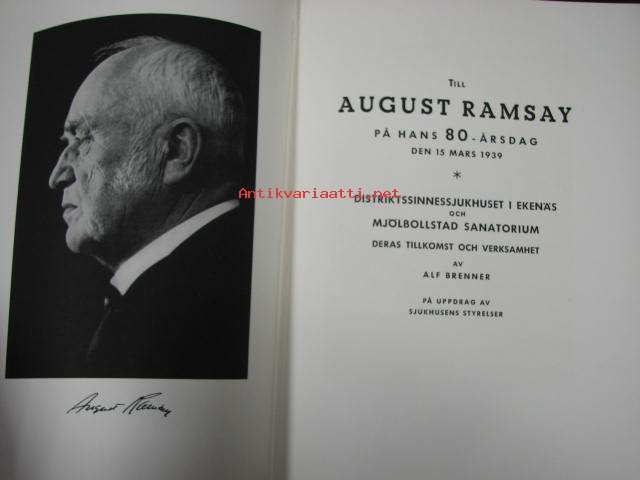 August Ramsay
TILL
AUGUST RAMSAY
PÅ HANS 80-ÅRSDAG
DEN 15 MARS 1939
*
Antikvariaatti.net
DISTRIKTSSINNESSJUKHUSET I EKENÄS
OCH
MJÖLBOLLSTAD SANATORIUM
DERAS TILLKOMST OCH VERKSAMHET
AV
ALF BRENNER
PÅ UPPDRAG AV
SJUKHUSENS STYRELSER